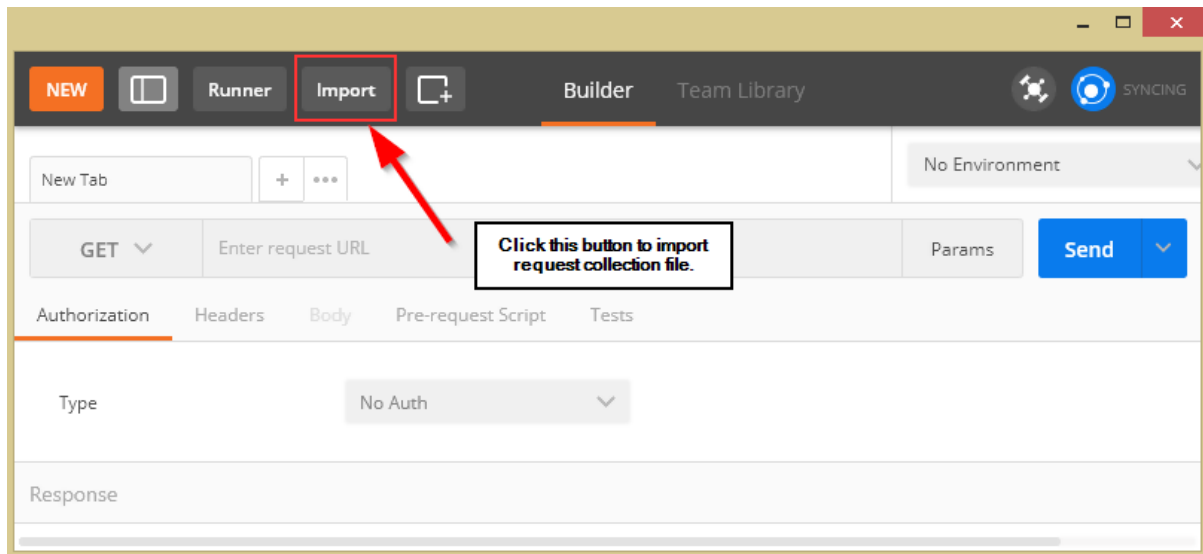 NEW Runner Import Builder Team Library SYNCING
New Tab + ••• No Environment
GET Enter request URL Params Send
Click this button to import
request collection file.
Authorization Headers Body Pre-request Script Tests
Type No Auth
Response